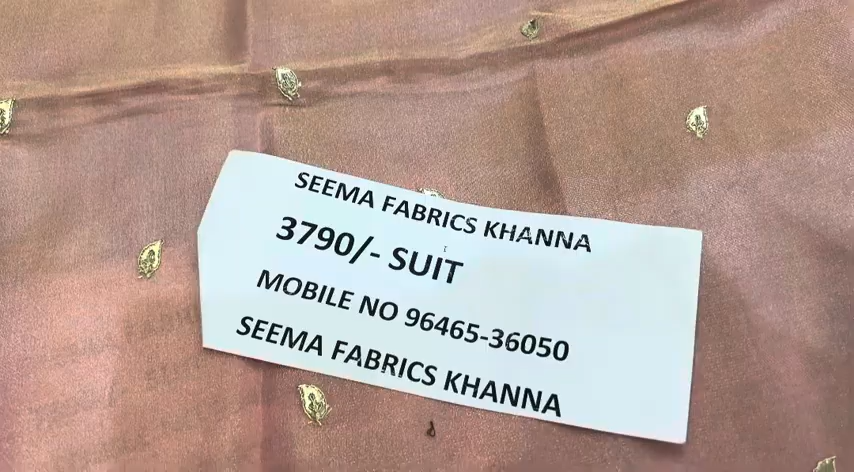 SEEMA FABRICS KHANNA
3790/- SUIT
MOBILE NO 96465-36050
SEEMA FABRICS KHANNA